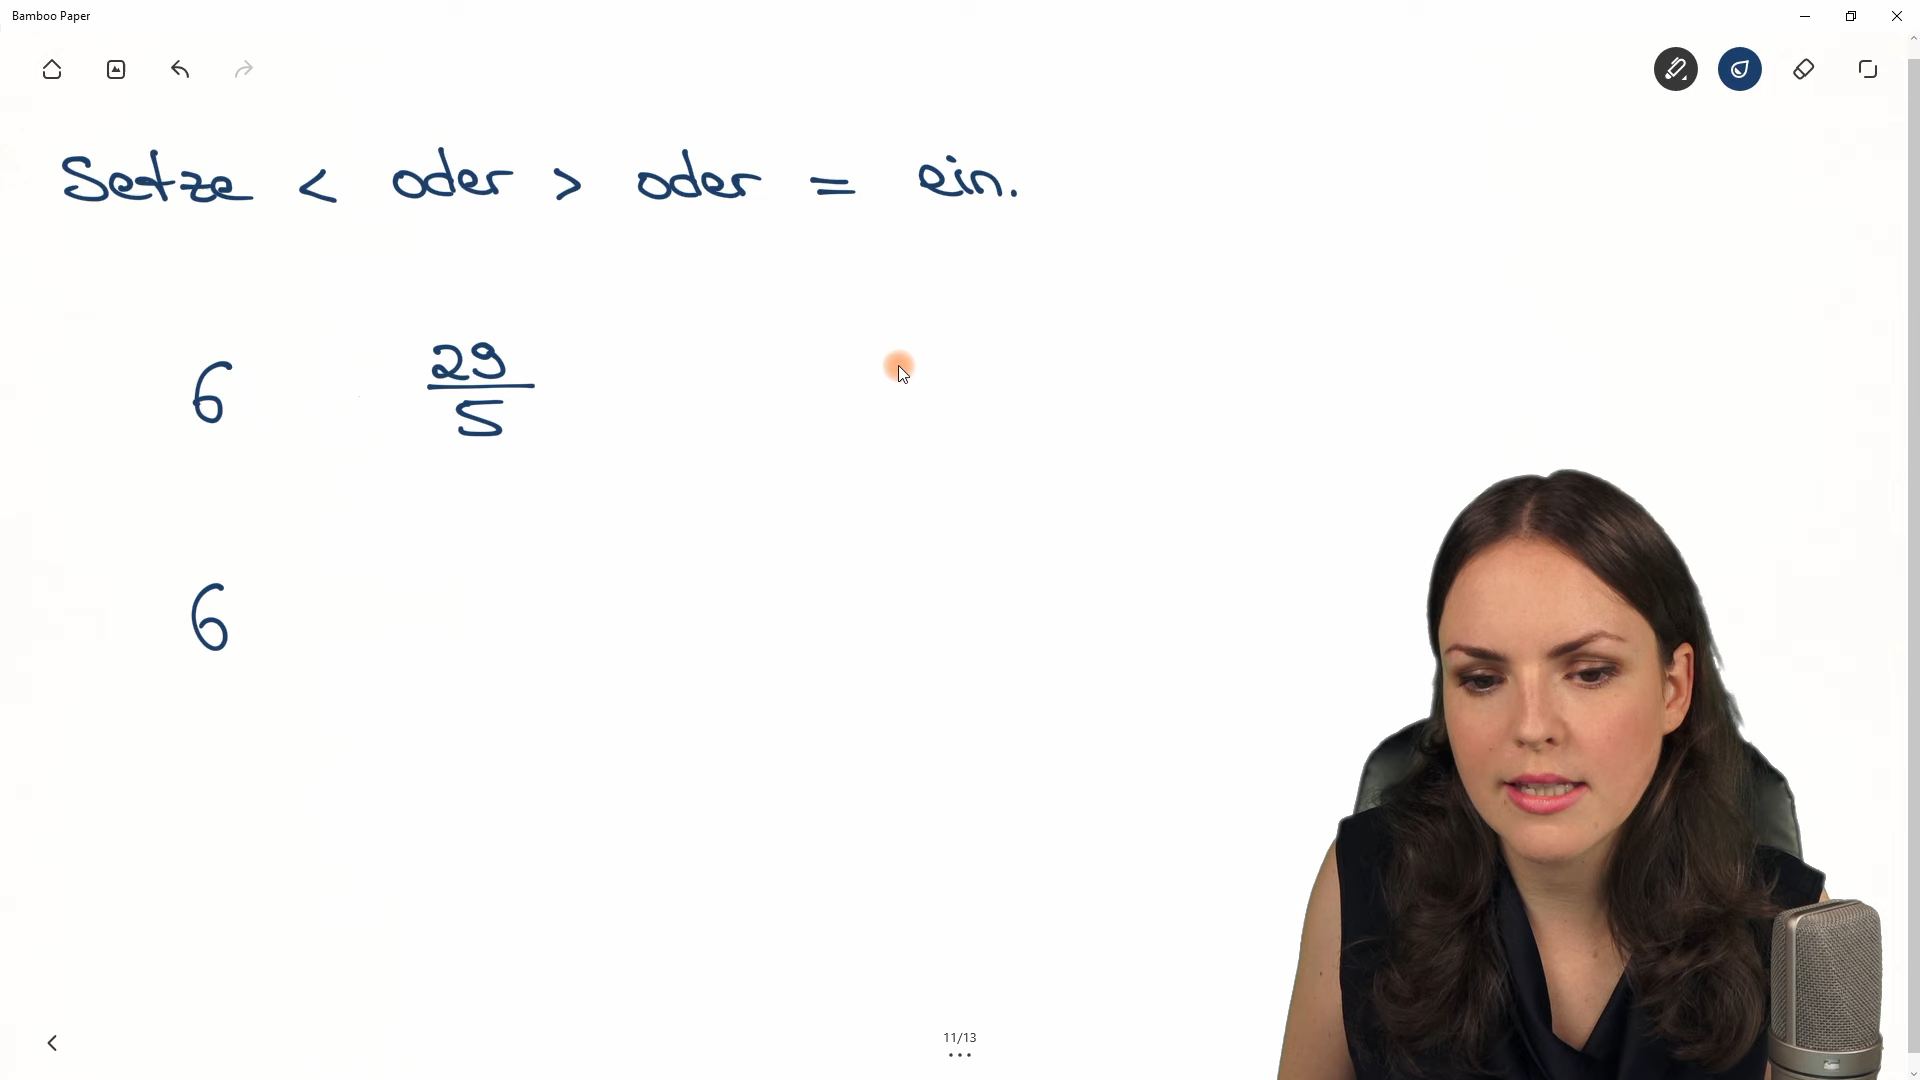 Bamboo Paper
Setze < oder > oder = ein.
6 29/5
6
11/13